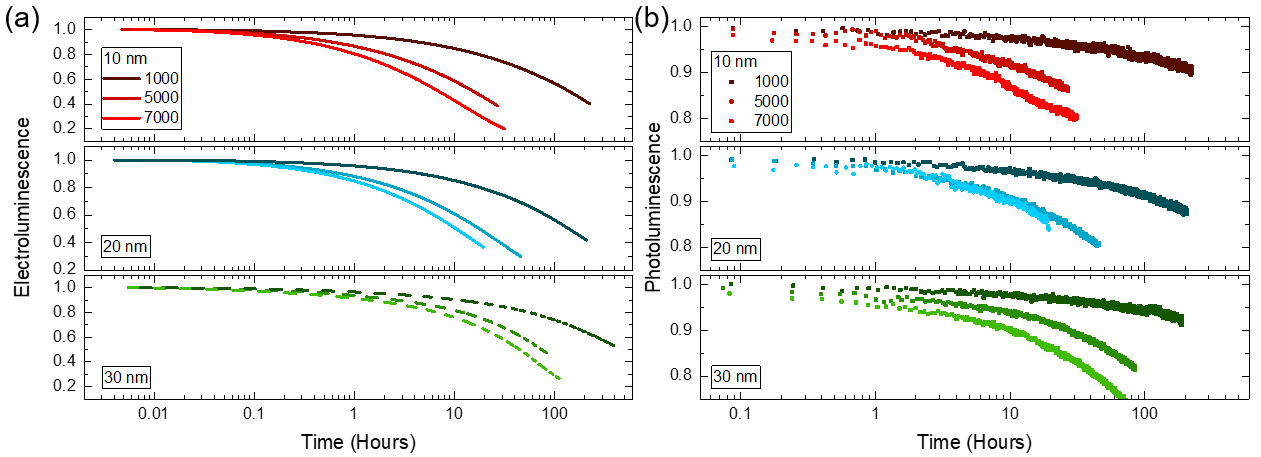 (a)
Electroluminescence
1.0
0.8
0.6
0.4
0.2
10 nm
1000
5000
7000
1.0
0.8
0.6
0.4
0.2
20 nm
1.0
0.8
0.6
0.4
0.2
30 nm
0.01 0.1 1 10 100
Time (Hours)
(b)
Photoluminescence
1.0
0.9
0.8
10 nm
1000
5000
7000
1.0
0.9
0.8
20 nm
1.0
0.9
0.8
30 nm
0.1 1 10 100
Time (Hours)